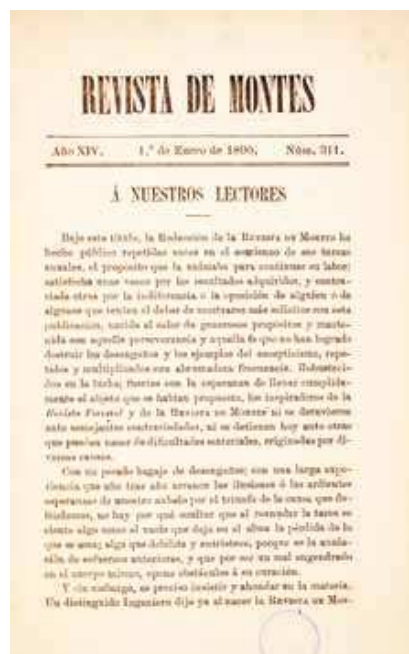 REVISTA DE MONTES
Año XIV. 1.º de Enero de 1890. Núm. 311.
Á NUESTROS LECTORES
Bajo este título, la Redacción de la REVISTA DE MONTES ha
hecho público repetidas veces en el comienzo de sus tareas
anuales, el propósito que la animaba para continuar su labor;
satisfecha unas veces por los resultados adquiridos, y contra-
riada otras por la indiferencia ó la oposición de alguien ó de
algunos que tenían el deber de mostrarse más solícitos con esta
publicación, nacida al calor de generosos propósitos y mante-
nida con aquella perseverancia y aquella fe que no han logrado
destruir los desengaños y los ejemplos del escepticismo, repe-
tidos y multiplicados con abrumadora frecuencia. Robusteci-
dos en la lucha; fuertes con la esperanza de llenar cumplida-
mente el objeto que se habían propuesto, los inspiradores de la
Revista Forestal y de la REVISTA DE MONTES ni se detuvieron
ante semejantes contrariedades, ni se detienen hoy ante otras
que puedan nacer de dificultades materiales, originadas por di-
versas causas.
Con un pesado bagaje de desengaños; con una larga expe-
riencia que año tras año arranca las ilusiones á las ardientes
esperanzas de nuestro anhelo por el triunfo de la causa que de-
fendemos, no hay por qué ocultar que al reanudar la tarea se
siente algo como el vacío que deja en el alma la pérdida de lo
que se ama; algo que debilita y entristece, porque es la anula-
ción de esfuerzos anteriores, y que por ser un mal engendrado
en el cuerpo mismo, opone obstáculos á su curación.
Y sin embargo, es preciso insistir y ahondar en la materia.
Un distinguido Ingeniero dijo ya al nacer la REVISTA DE MON-